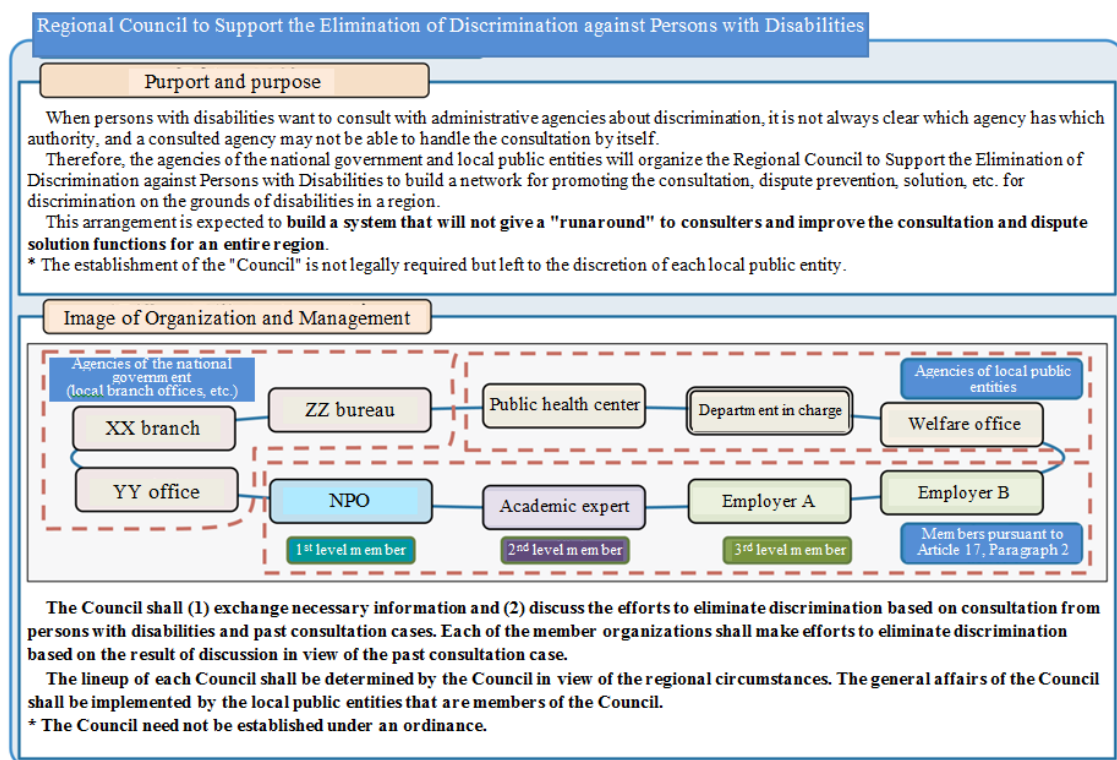 Regional Council to Support the Elimination of Discrimination against Persons with Disabilities
Purport and purpose
When persons with disabilities want to consult with administrative agencies about discrimination, it is not always clear which agency has which
authority, and a consulted agency may not be able to handle the consultation by itself.
Therefore, the agencies of the national government and local public entities will organize the Regional Council to Support the Elimination of
Discrimination against Persons with Disabilities to build a network for promoting the consultation, dispute prevention, solution, etc. for
discrimination on the grounds of disabilities in a region.
This arrangement is expected to build a system that will not give a "runaround" to consulters and improve the consultation and dispute
solution functions for an entire region.
* The establishment of the "Council" is not legally required but left to the discretion of each local public entity.
Image of Organization and Management
Agencies of the national
government
(local branch offices, etc.)
Agencies of local public
entities
XX branch
ZZ bureau
Public health center
Department in charge
Welfare office
YY office
NPO
Academic expert
Employer A
Employer B
1st level member
2nd level member
3rd level member
Members pursuant to
Article 17, Paragraph 2
The Council shall (1) exchange necessary information and (2) discuss the efforts to eliminate discrimination based on consultation from
persons with disabilities and past consultation cases. Each of the member organizations shall make efforts to eliminate discrimination
based on the result of discussion in view of the past consultation case.
The lineup of each Council shall be determined by the Council in view of the regional circumstances. The general affairs of the Council
shall be implemented by the local public entities that are members of the Council.
* The Council need not be established under an ordinance.